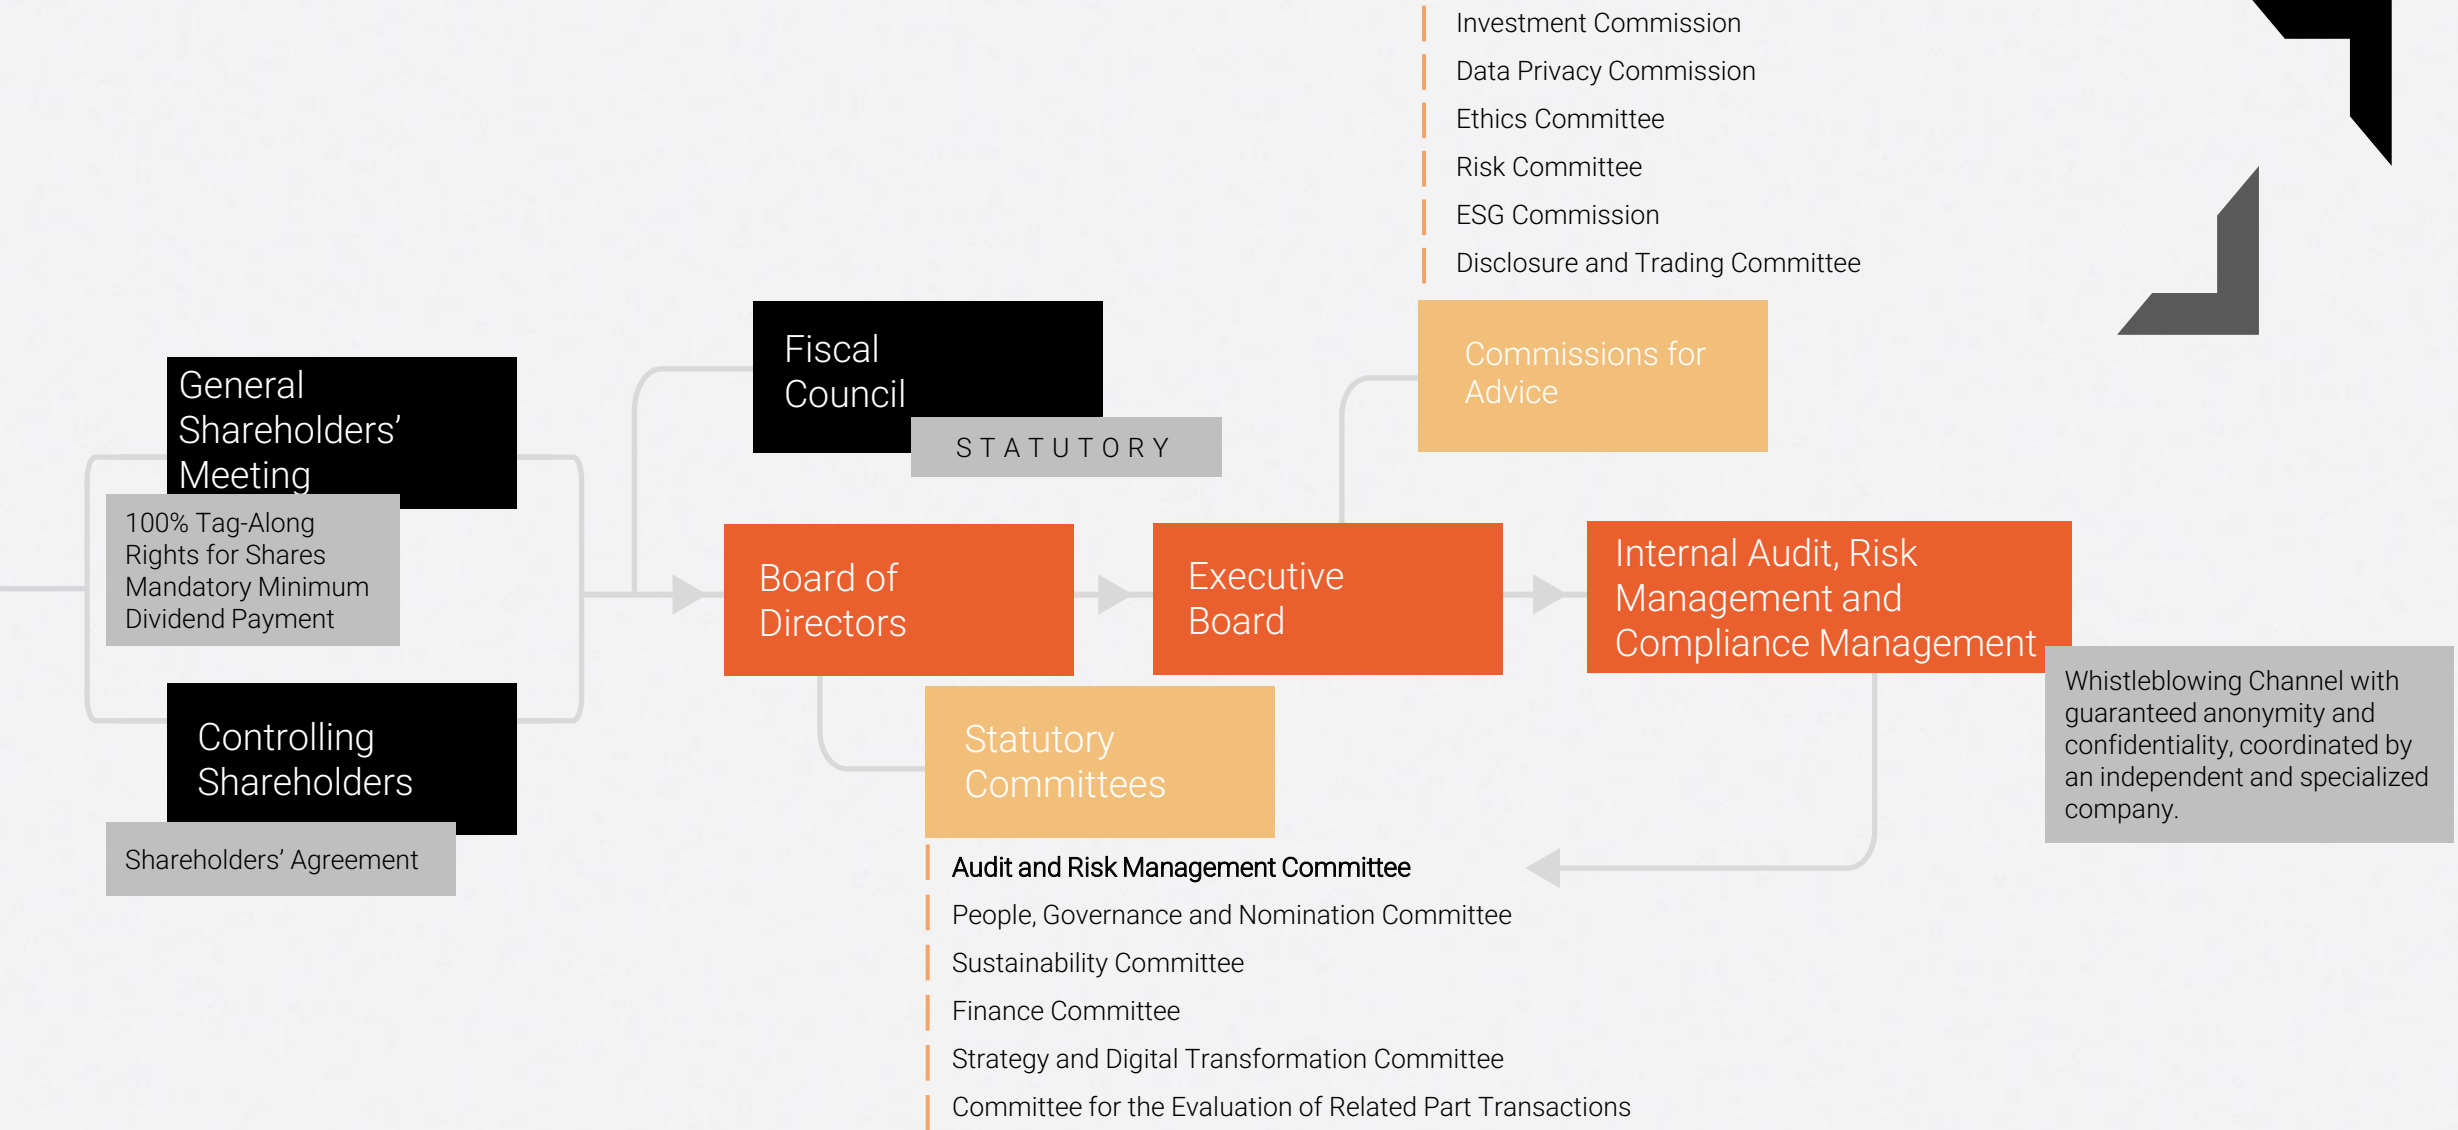 Investment Commission
Data Privacy Commission
Ethics Committee
Risk Committee
ESG Commission
Disclosure and Trading Committee
Commissions for
Advice
Fiscal
Council
STATUTORY
General
Shareholders’
Meeting
100% Tag-Along
Rights for Shares
Mandatory Minimum
Dividend Payment
Controlling
Shareholders
Shareholders’ Agreement
Board of
Directors
Executive
Board
Internal Audit, Risk
Management and
Compliance Management
Whistleblowing Channel with
guaranteed anonymity and
confidentiality, coordinated by
an independent and specialized
company.
Statutory
Committees
Audit and Risk Management Committee
People, Governance and Nomination Committee
Sustainability Committee
Finance Committee
Strategy and Digital Transformation Committee
Committee for the Evaluation of Related Part Transactions